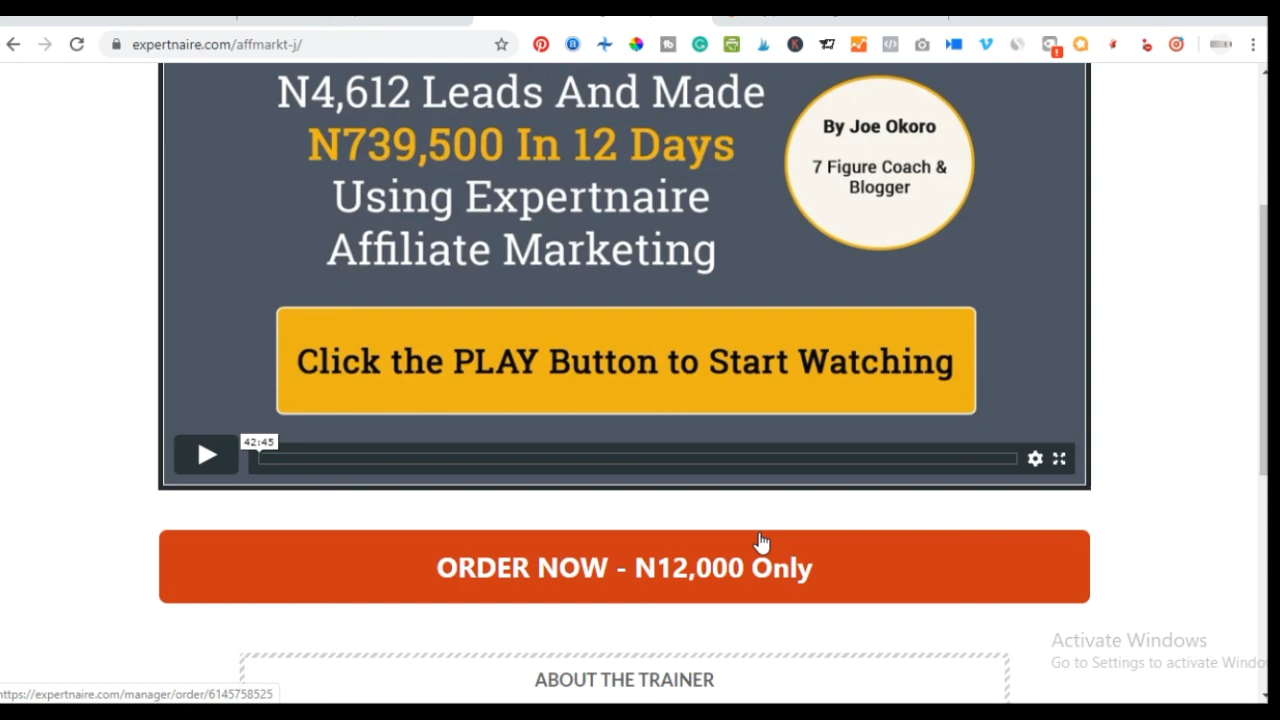 expertnaire.com/affmarkt-j/
N4,612 Leads And Made
N739,500 In 12 Days
Using Expertnaire
Affiliate Marketing
By Joe Okoro
7 Figure Coach &
Blogger
Click the PLAY Button to Start Watching
42:45
ORDER NOW - N12,000 Only
ABOUT THE TRAINER
Activate Windows
Go to Settings to activate Windo
https://expertnaire.com/manager/order/6145758525